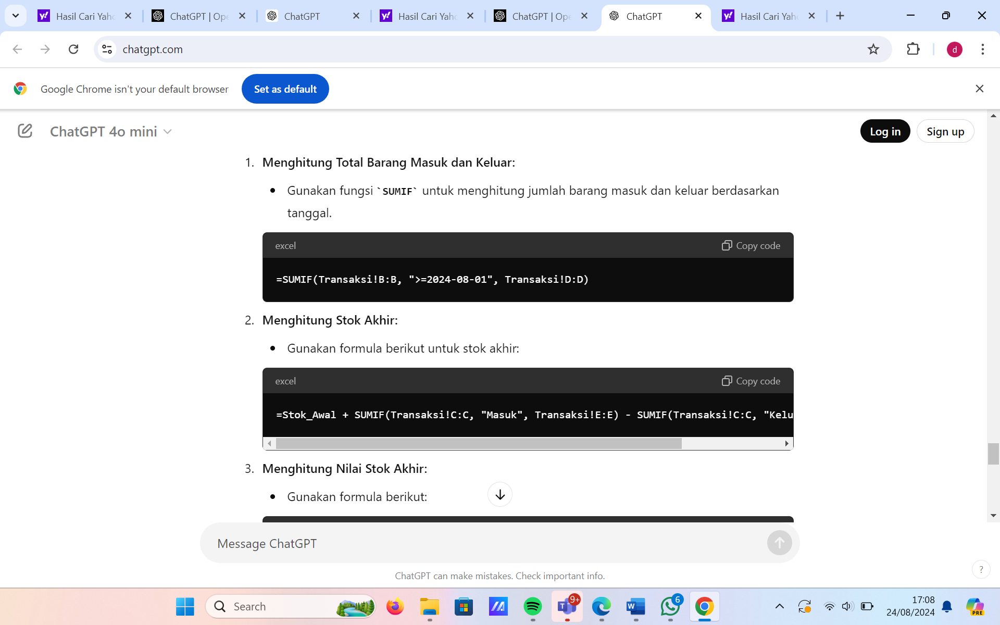 Hasil Cari Yaho
ChatGPT | Ope
ChatGPT
Hasil Cari Yaho
ChatGPT | Ope
ChatGPT
Hasil Cari Yah
chatgpt.com
d
Google Chrome isn't your default browser
Set as default
ChatGPT 4o mini
Log in
Sign up
1. Menghitung Total Barang Masuk dan Keluar:
• Gunakan fungsi `SUMIF` untuk menghitung jumlah barang masuk dan keluar berdasarkan
tanggal.
excel
Copy code
=SUMIF(Transaksi!B:B, ">=2024-08-01", Transaksi!D:D)
2. Menghitung Stok Akhir:
• Gunakan formula berikut untuk stok akhir:
excel
Copy code
=Stok_Awal + SUMIF(Transaksi!C:C, "Masuk", Transaksi!E:E) - SUMIF(Transaksi!C:C, "Kelu
3. Menghitung Nilai Stok Akhir:
• Gunakan formula berikut:
Message ChatGPT
ChatGPT can make mistakes. Check important info.
?
Search
9+
6
17:08
24/08/2024
PRE